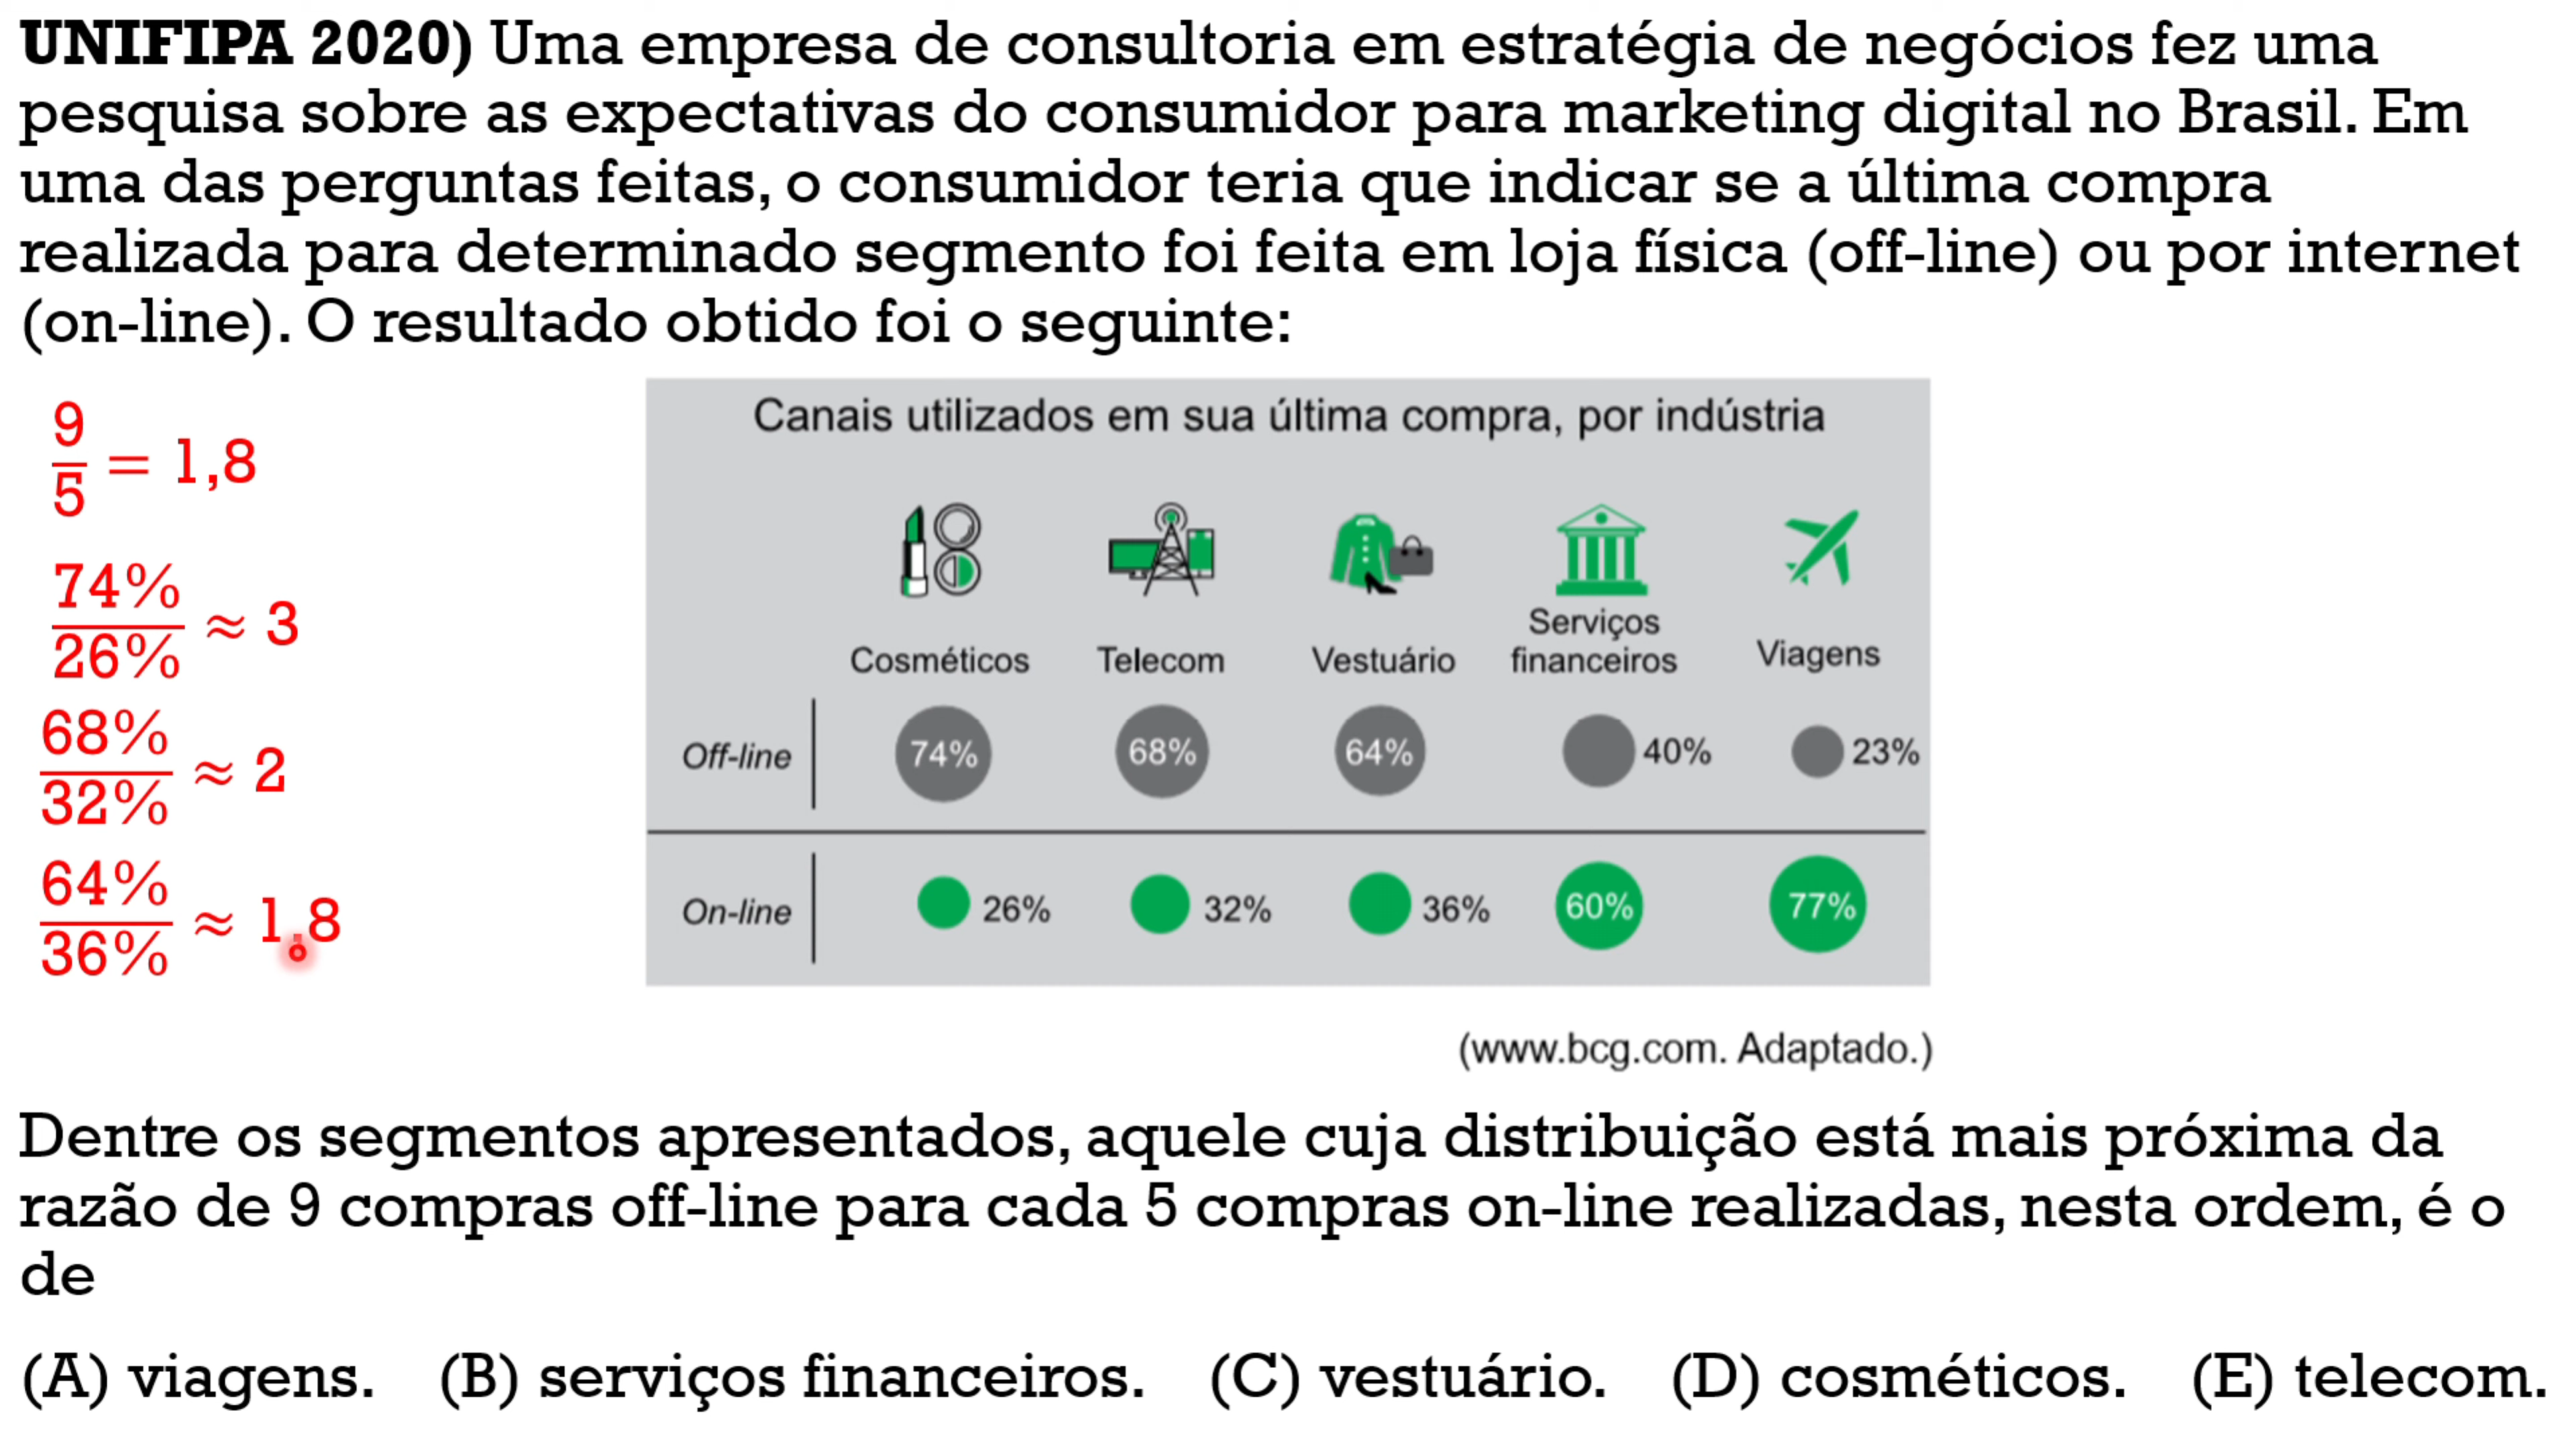 UNIFIPA 2020) Uma empresa de consultoria em estratégia de negócios fez uma
pesquisa sobre as expectativas do consumidor para marketing digital no Brasil. Em
uma das perguntas feitas, o consumidor teria que indicar se a última compra
realizada para determinado segmento foi feita em loja física (off-line) ou por internet
(on-line). O resultado obtido foi o seguinte:
9
5
= 1,8
74%
26%
≈ 3
68%
32%
≈ 2
64%
36%
≈ 1,8
Canais utilizados em sua última compra, por indústria
Cosméticos Telecom Vestuário Serviços financeiros Viagens
Off-line 74% 68% 64% 40% 23%
On-line 26% 32% 36% 60% 77%
(www.bcg.com. Adaptado.)
Dentre os segmentos apresentados, aquele cuja distribuição está mais próxima da
razão de 9 compras off-line para cada 5 compras on-line realizadas, nesta ordem, é o
de
(A) viagens. (B) serviços financeiros. (C) vestuário. (D) cosméticos. (E) telecom.